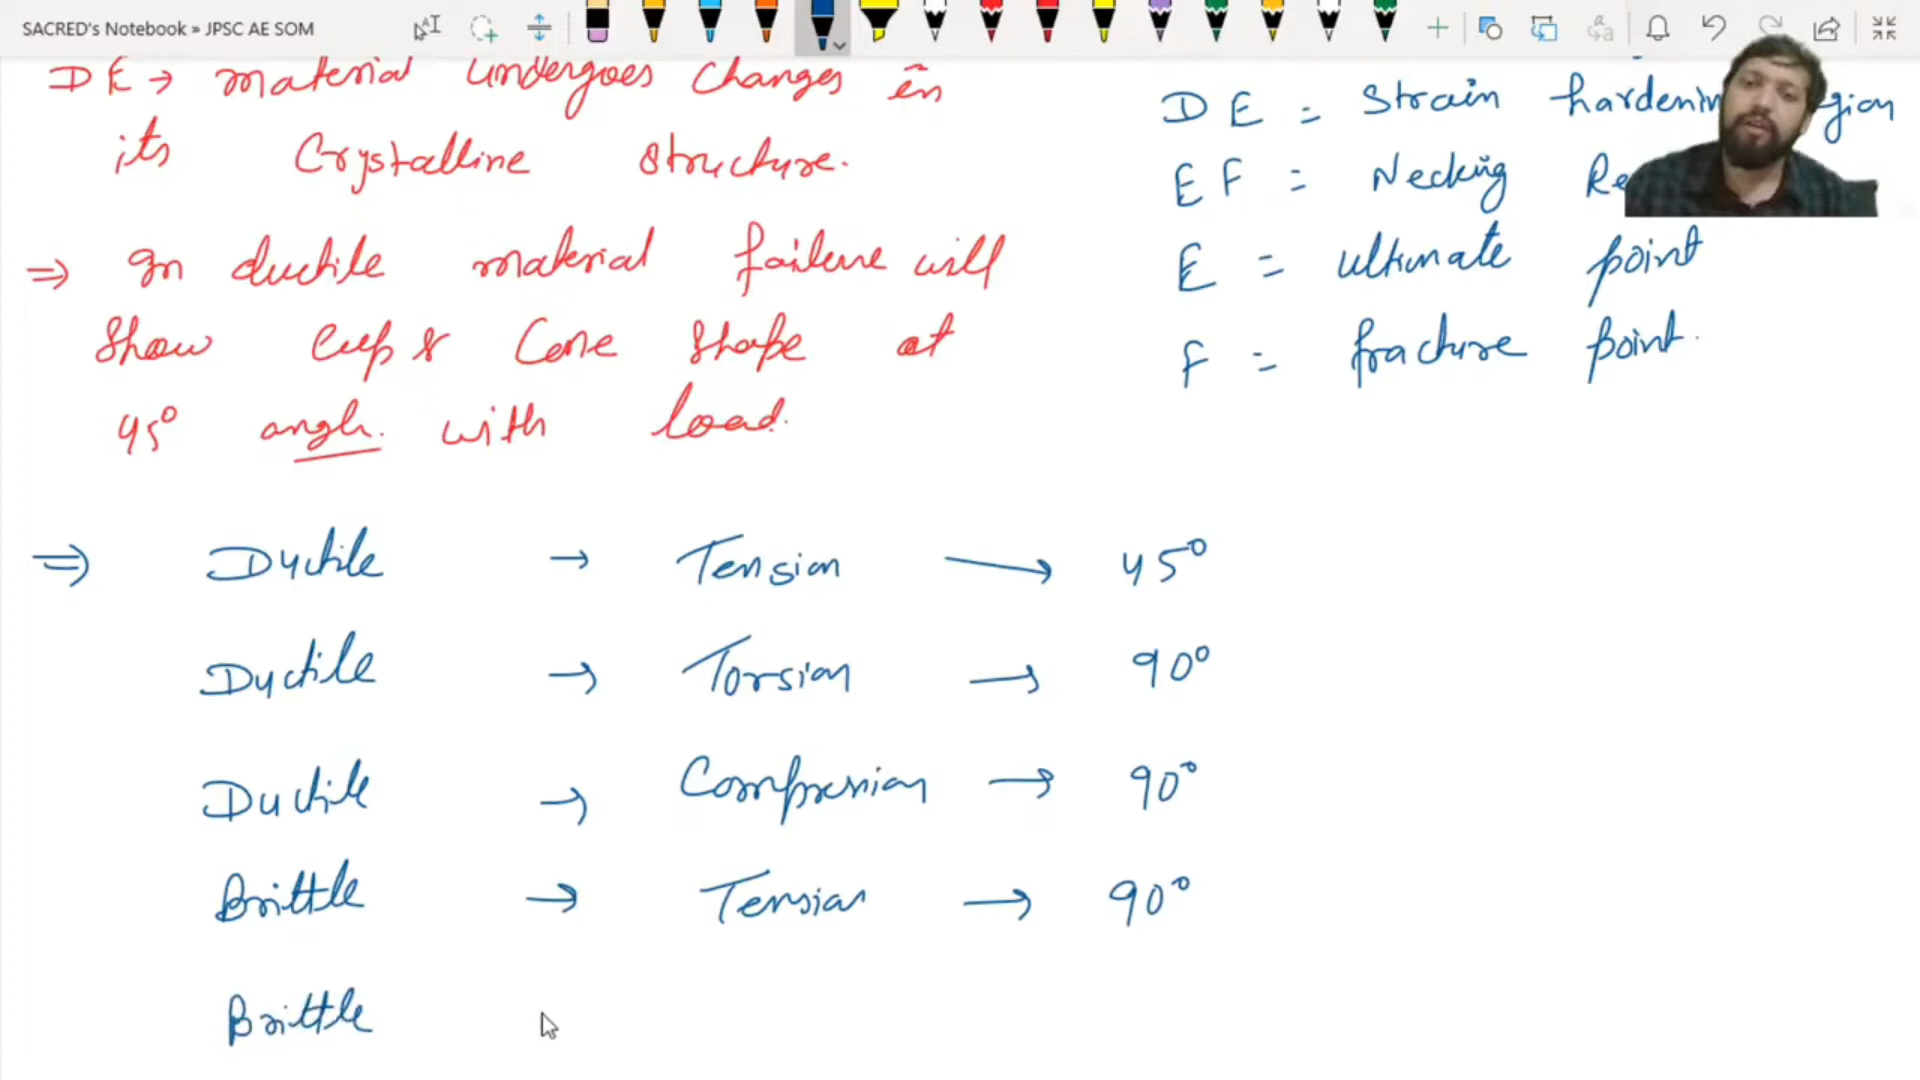 SACRED's Notebook » JPSC AE SOM
DE → material undergoes changes in
its Crystalline structure.
⇒ In ductile material failure will
show cup & Cone shape at
45° angle. with load.
DE = Strain hardening
EF = Necking
E = ultimate point
F = fracture point.
⇒ Ductile → Tension → 45°
Ductile → Torsion → 90°
Ductile → Compression → 90°
Brittle → Tension → 90°
Brittle